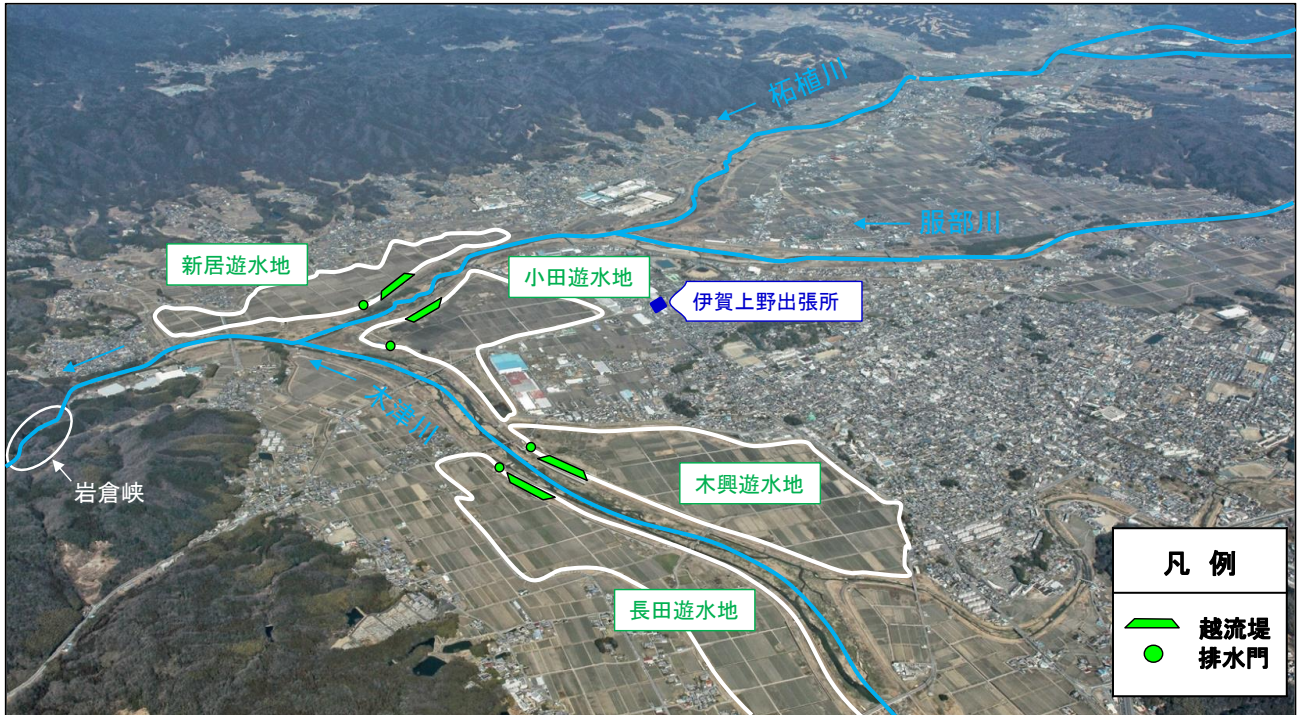 柘植川
服部川
新居遊水地
小田遊水地
伊賀上野出張所
木津川
岩倉峡
木興遊水地
長田遊水地
凡 例
越流堤
排水門